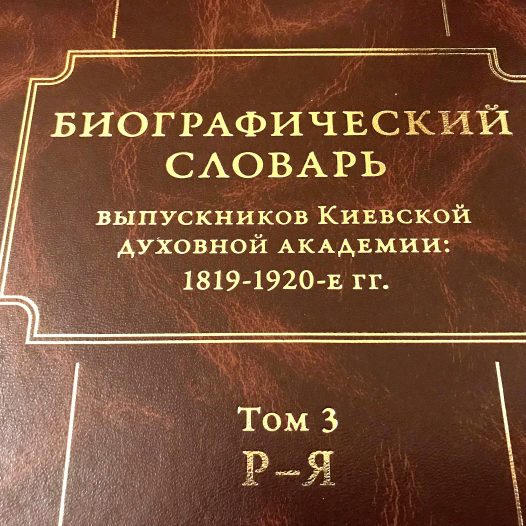 БИОГРАФИЧЕСКИЙ
СЛОВАРЬ
ВЫПУСКНИКОВ КИЕВСКОЙ
ДУХОВНОЙ АКАДЕМИИ:
1819-1920-Е ГГ.
Том 3
Р–Я